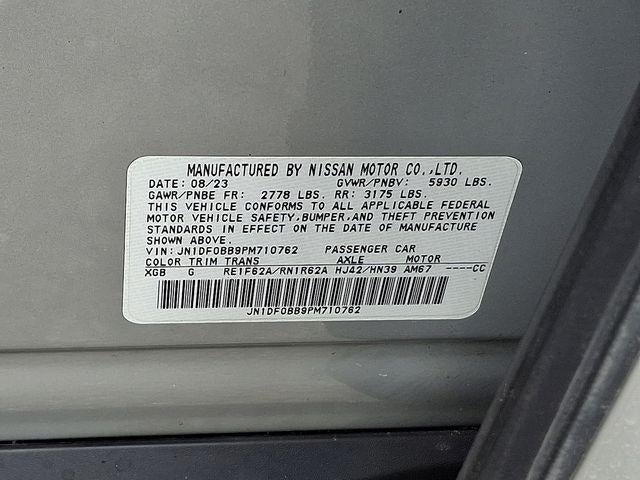 MANUFACTURED BY NISSAN MOTOR CO.,LTD.
DATE: 08/23 GVWR/PNBV: 5930 LBS.
GAWR/PNBE FR: 2778 LBS. RR: 3175 LBS.
THIS VEHICLE CONFORMS TO ALL APPLICABLE FEDERAL
MOTOR VEHICLE SAFETY,BUMPER,AND THEFT PREVENTION
STANDARDS IN EFFECT ON THE DATE OF MANUFACTURE
SHOWN ABOVE.
VIN: JN1DF0BB9PM710762 PASSENGER CAR
COLOR TRIM TRANS AXLE MOTOR
XGB G RE1F62A/RN1R62A HJ42/HN39 AM67 ----CC
JN1DF0BB9PM710762